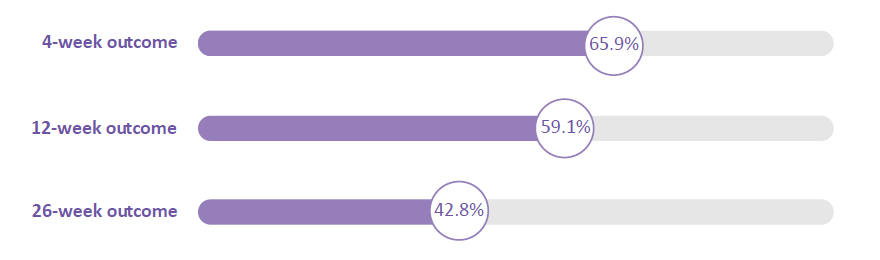 4-week outcome 65.9%
12-week outcome 59.1%
26-week outcome 42.8%